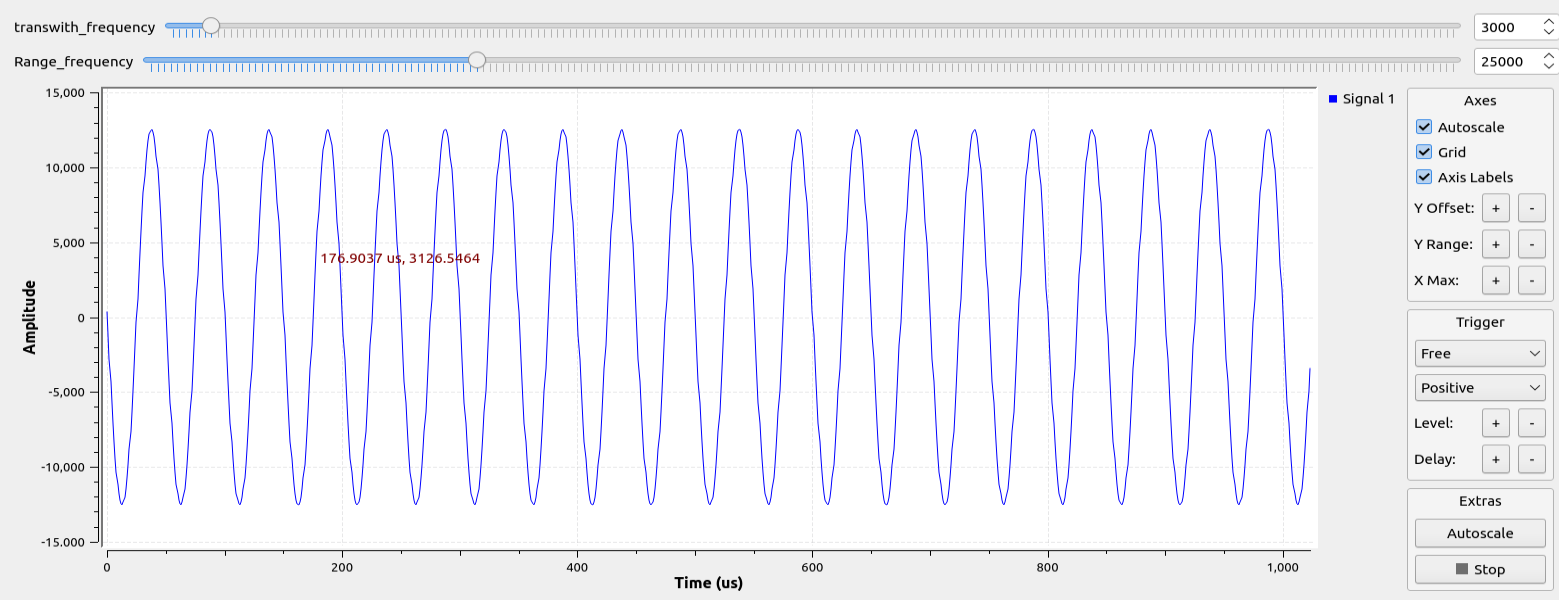 transwith_frequency 3000
Range_frequency 25000
15,000
10,000
5,000
0
-5,000
-10,000
-15.000
Amplitude
176.9037 us, 3126.5464
0 200 400 600 800 1,000
Time (us)
Signal 1
Axes
Autoscale
Grid
Axis Labels
Y Offset: + -
Y Range: + -
X Max: + -
Trigger
Free
Positive
Level: + -
Delay: + -
Extras
Autoscale
Stop